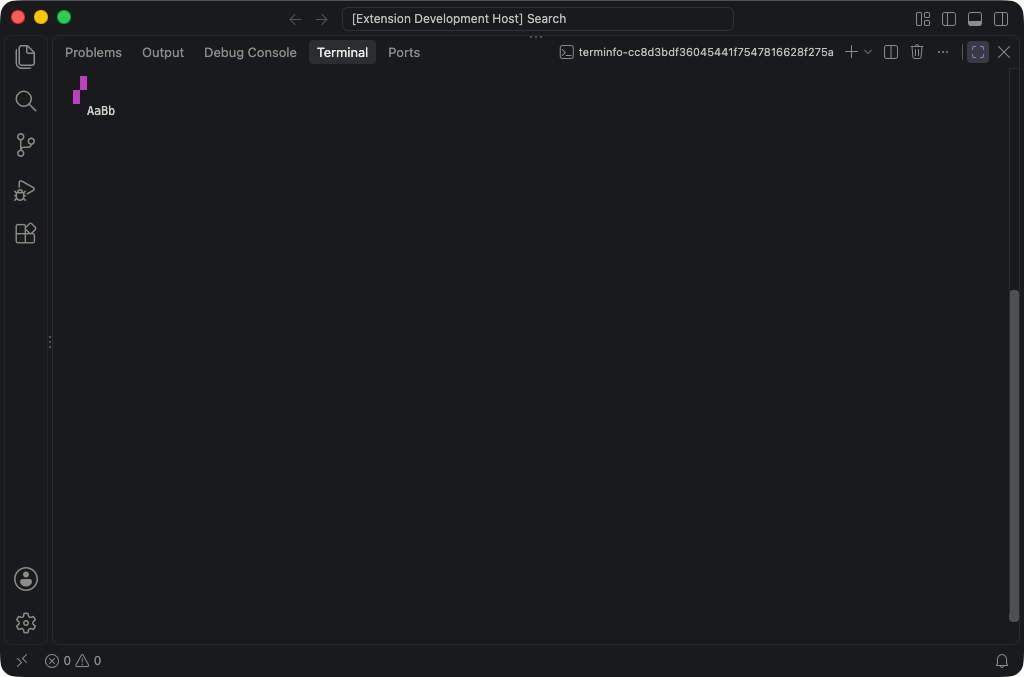 [Extension Development Host] Search
Problems Output Debug Console Terminal Ports terminfo-cc8d3bdf36045441f7547816628f275a
AaBb
0 0